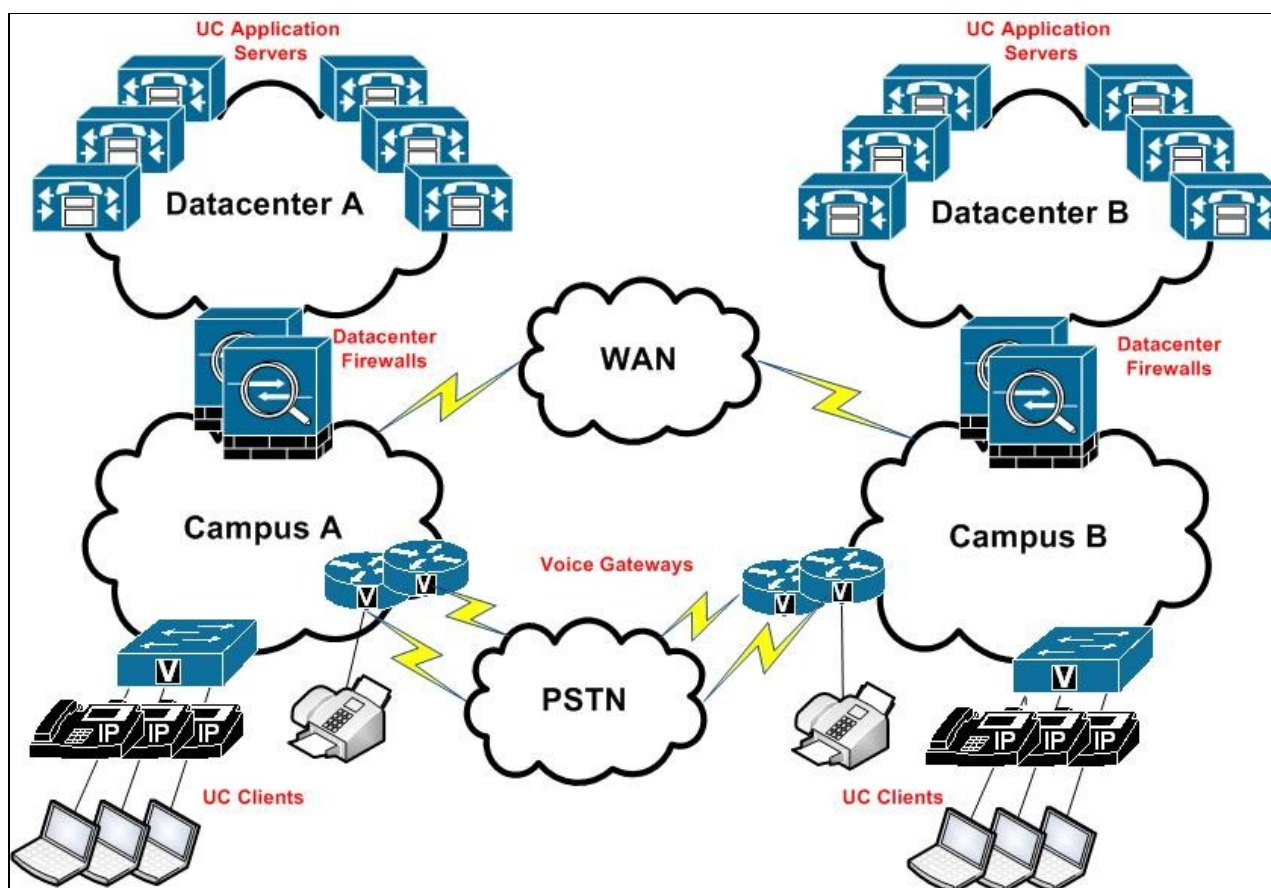 UC Application
Servers
UC Application
Servers
Datacenter A
Datacenter B
Datacenter
Firewalls
WAN
Datacenter
Firewalls
Campus A
Campus B
Voice Gateways
V
V
V
V
V
V
PSTN
IP
IP
IP
IP
IP
IP
UC Clients
UC Clients